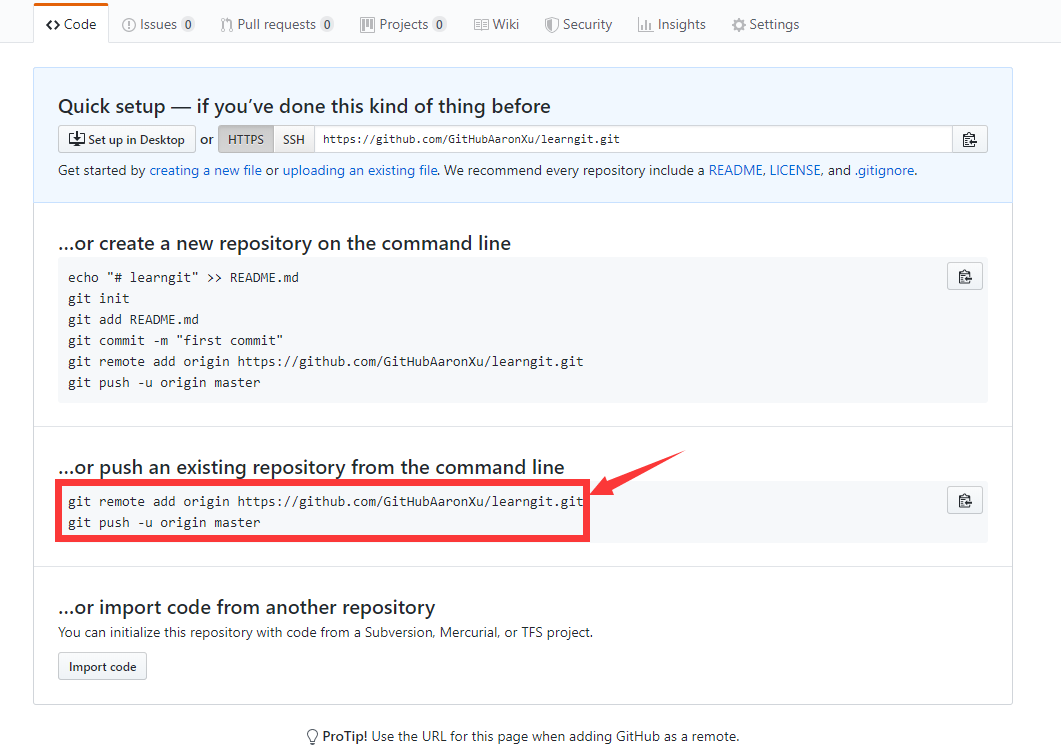 Code Issues 0 Pull requests 0 Projects 0 Wiki Security Insights Settings
Quick setup — if you’ve done this kind of thing before
Set up in Desktop or HTTPS SSH https://github.com/GitHubAaronXu/learngit.git
Get started by creating a new file or uploading an existing file. We recommend every repository include a README, LICENSE, and .gitignore.
…or create a new repository on the command line
echo "# learngit" >> README.md
git init
git add README.md
git commit -m "first commit"
git remote add origin https://github.com/GitHubAaronXu/learngit.git
git push -u origin master
…or push an existing repository from the command line
git remote add origin https://github.com/GitHubAaronXu/learngit.git
git push -u origin master
…or import code from another repository
You can initialize this repository with code from a Subversion, Mercurial, or TFS project.
Import code
ProTip! Use the URL for this page when adding GitHub as a remote.